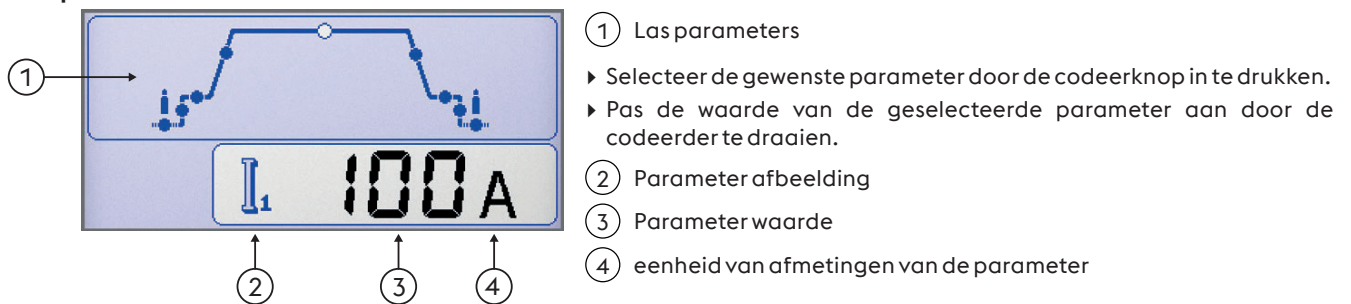 1 Las parameters
▸ Selecteer de gewenste parameter door de codeerknop in te drukken.
▸ Pas de waarde van de geselecteerde parameter aan door de
codeerder te draaien.
2 Parameter afbeelding
3 Parameter waarde
4 eenheid van afmetingen van de parameter
1
I1 100 A
2 3 4